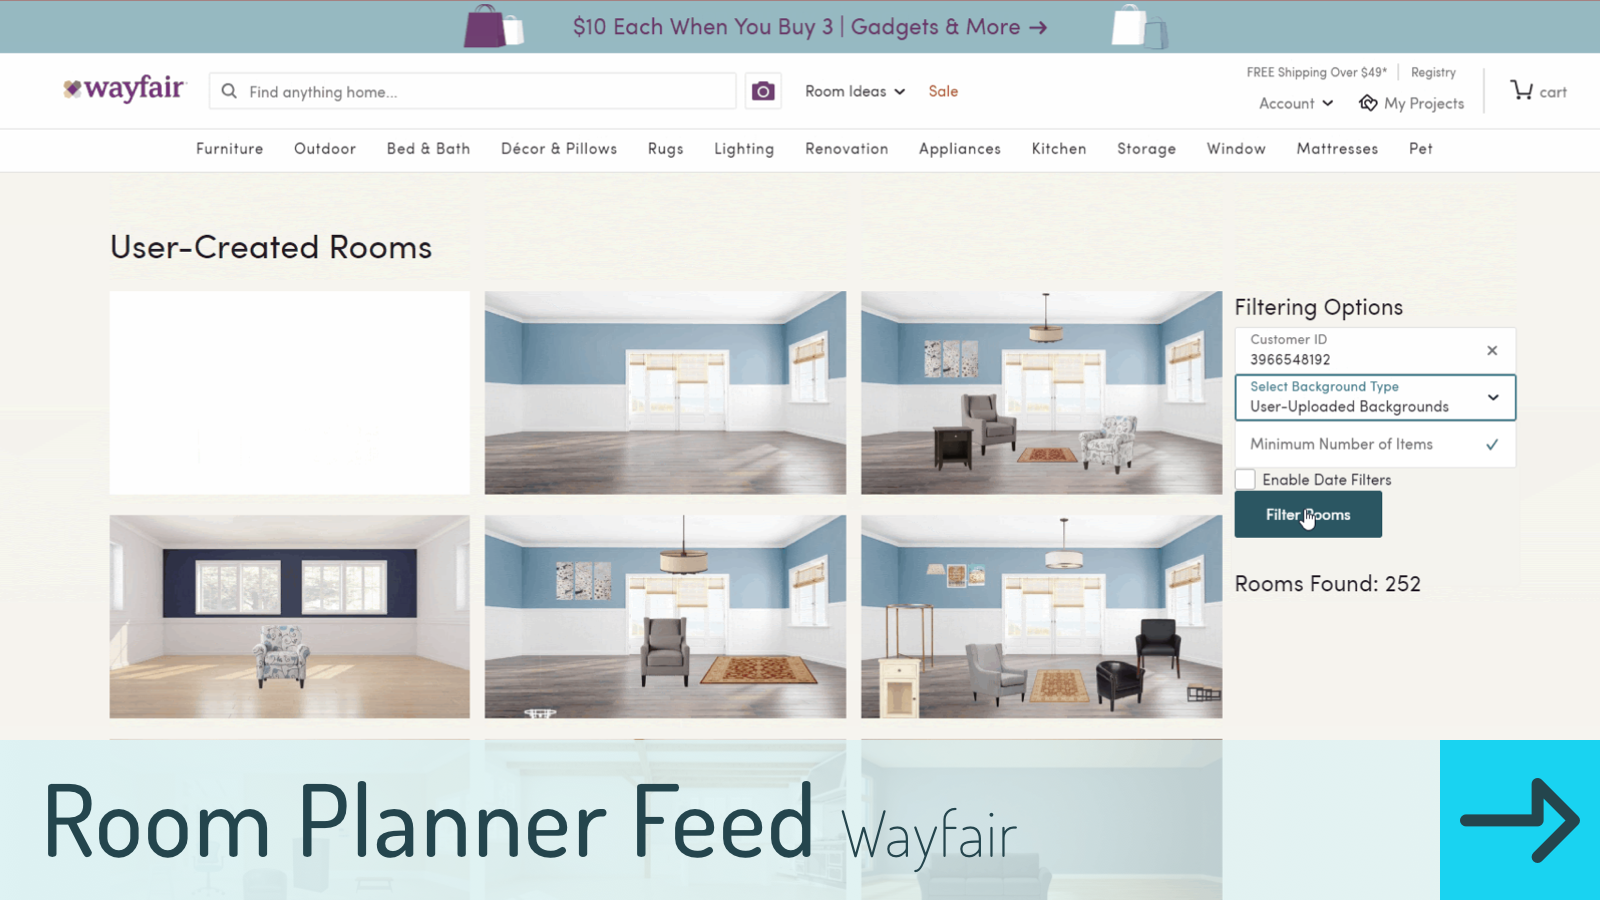 $10 Each When You Buy 3 | Gadgets & More →
wayfair
Find anything home...
Room Ideas
Sale
FREE Shipping Over $49*
Registry
Account
My Projects
cart
Furniture
Outdoor
Bed & Bath
Décor & Pillows
Rugs
Lighting
Renovation
Appliances
Kitchen
Storage
Window
Mattresses
Pet
User-Created Rooms
Filtering Options
Customer ID
3966548192
Select Background Type
User-Uploaded Backgrounds
Minimum Number of Items
Enable Date Filters
Filter Rooms
Rooms Found: 252
Room Planner Feed Wayfair